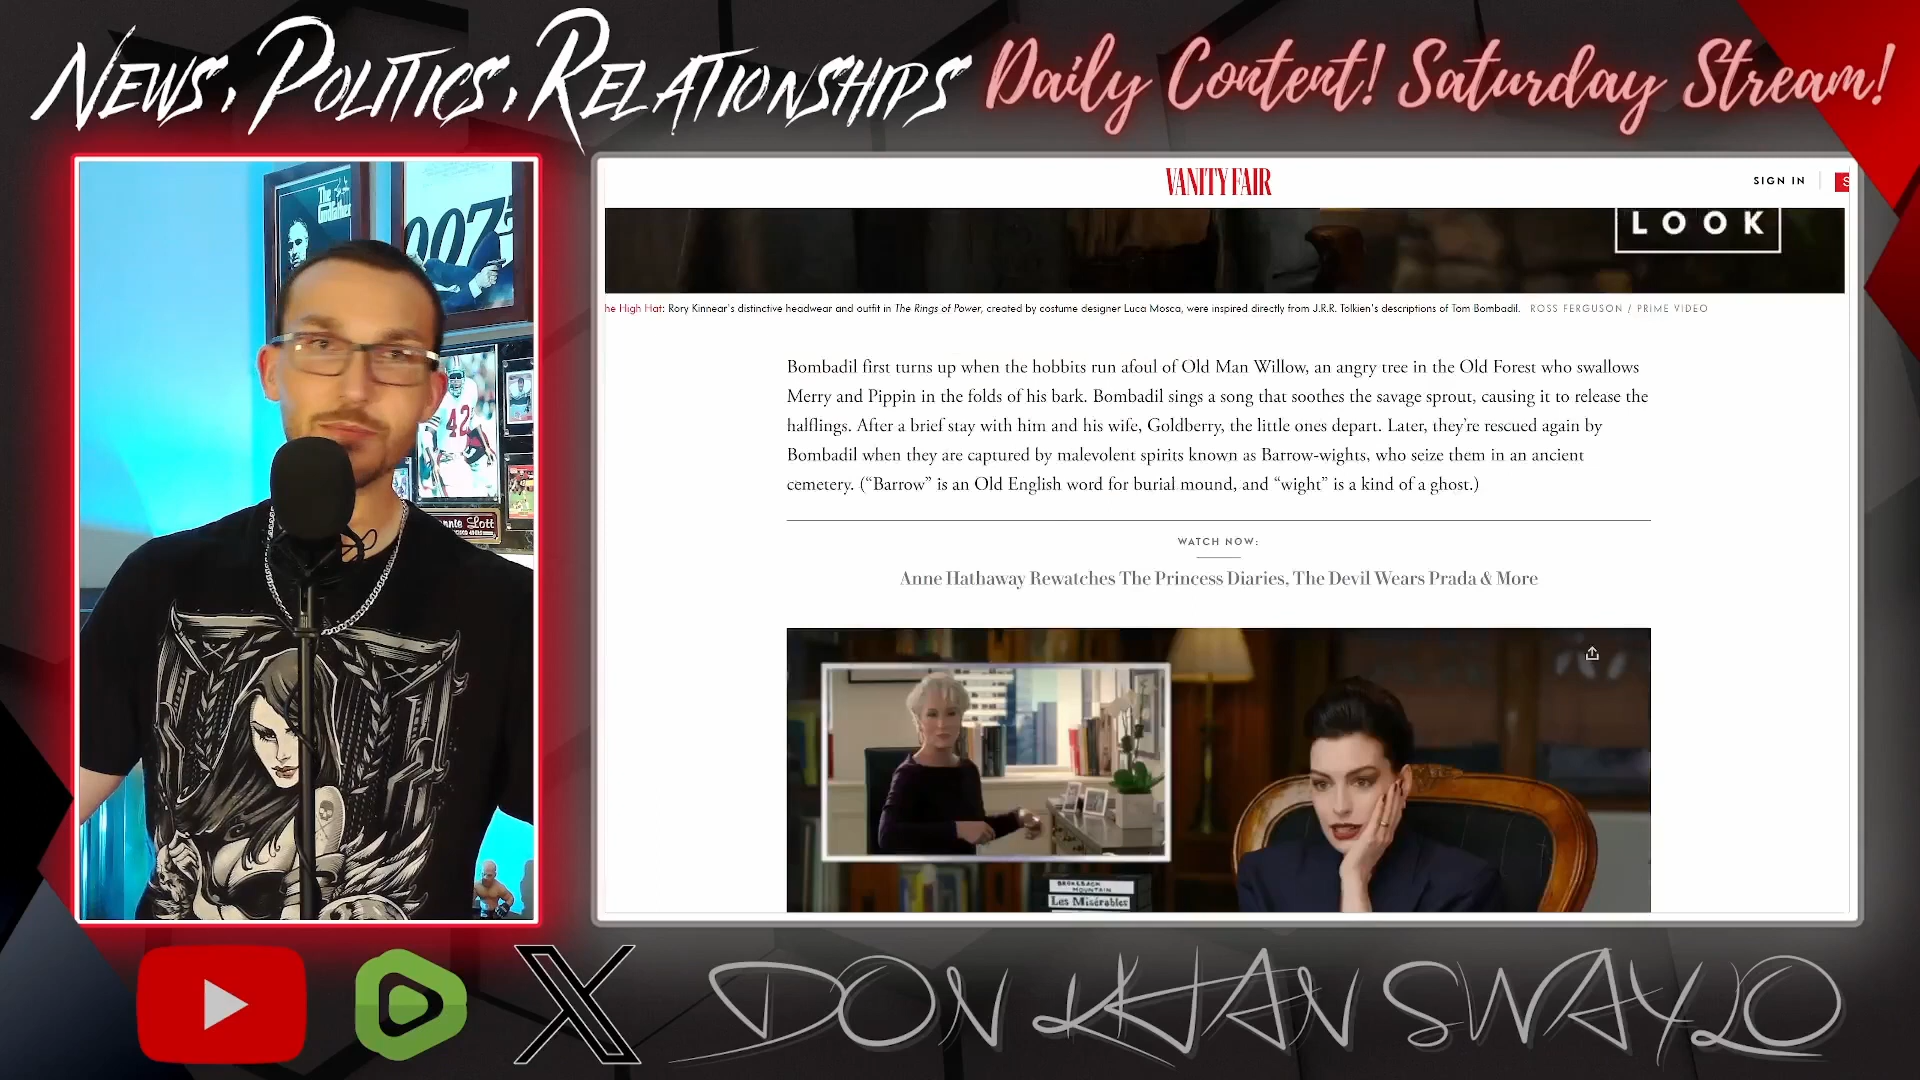 NEWS, POLITICS, RELATIONSHIPS Daily Content! Saturday Stream!
The Godfather
007
42
nnie Lott
VANITY FAIR
SIGN IN
S
LOOK
he High Hat: Rory Kinnear's distinctive headwear and outfit in The Rings of Power, created by costume designer Luca Mosca, were inspired directly from J.R.R. Tolkien's descriptions of Tom Bombadil. ROSS FERGUSON / PRIME VIDEO
Bombadil first turns up when the hobbits run afoul of Old Man Willow, an angry tree in the Old Forest who swallows
Merry and Pippin in the folds of his bark. Bombadil sings a song that soothes the savage sprout, causing it to release the
halflings. After a brief stay with him and his wife, Goldberry, the little ones depart. Later, they're rescued again by
Bombadil when they are captured by malevolent spirits known as Barrow-wights, who seize them in an ancient
cemetery. ("Barrow" is an Old English word for burial mound, and "wight" is a kind of a ghost.)
WATCH NOW:
Anne Hathaway Rewatches The Princess Diaries, The Devil Wears Prada & More
BROKEBACK
MOUNTAIN
Les Misérables
DON KHAN SWAYLO